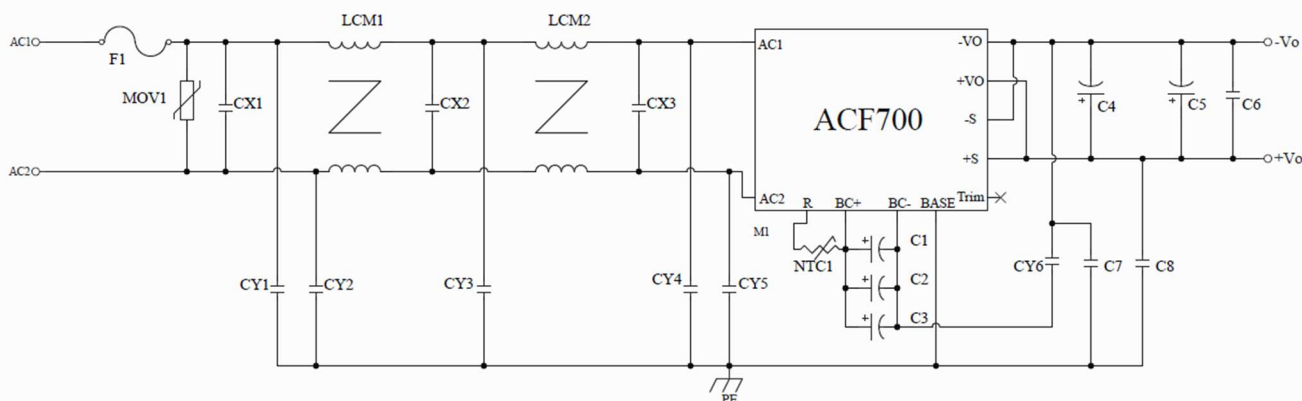 LCM1
LCM2
AC1
F1
MOV1
CX1
CX2
CX3
AC2
AC1
-VO
+VO
-S
+S
Trim
ACF700
AC2
R
BC+
BC-
BASE
M1
NTC1
C1
C2
C3
C4
C5
C6
-Vo
+Vo
CY1
CY2
CY3
CY4
CY5
CY6
C7
C8
PE